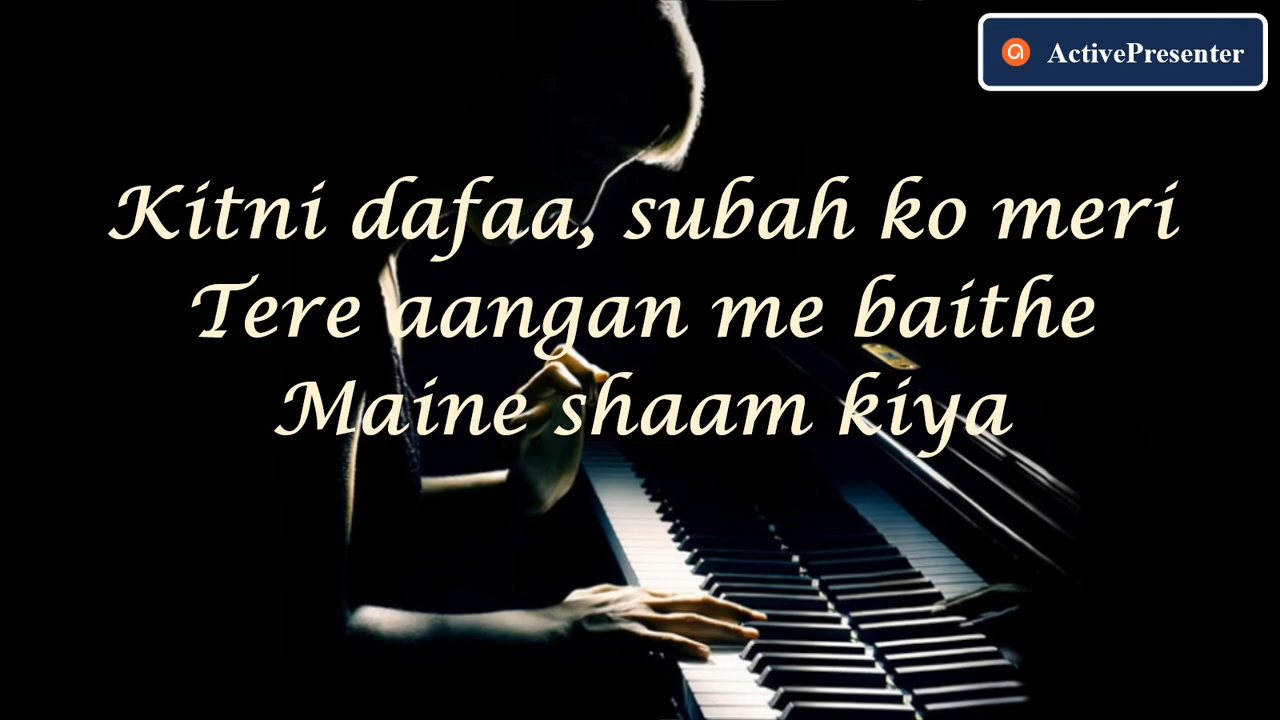 ActivePresenter
Kitni dafaa, subah ko meri
Tere aangan me baithe
Maine shaam kiya